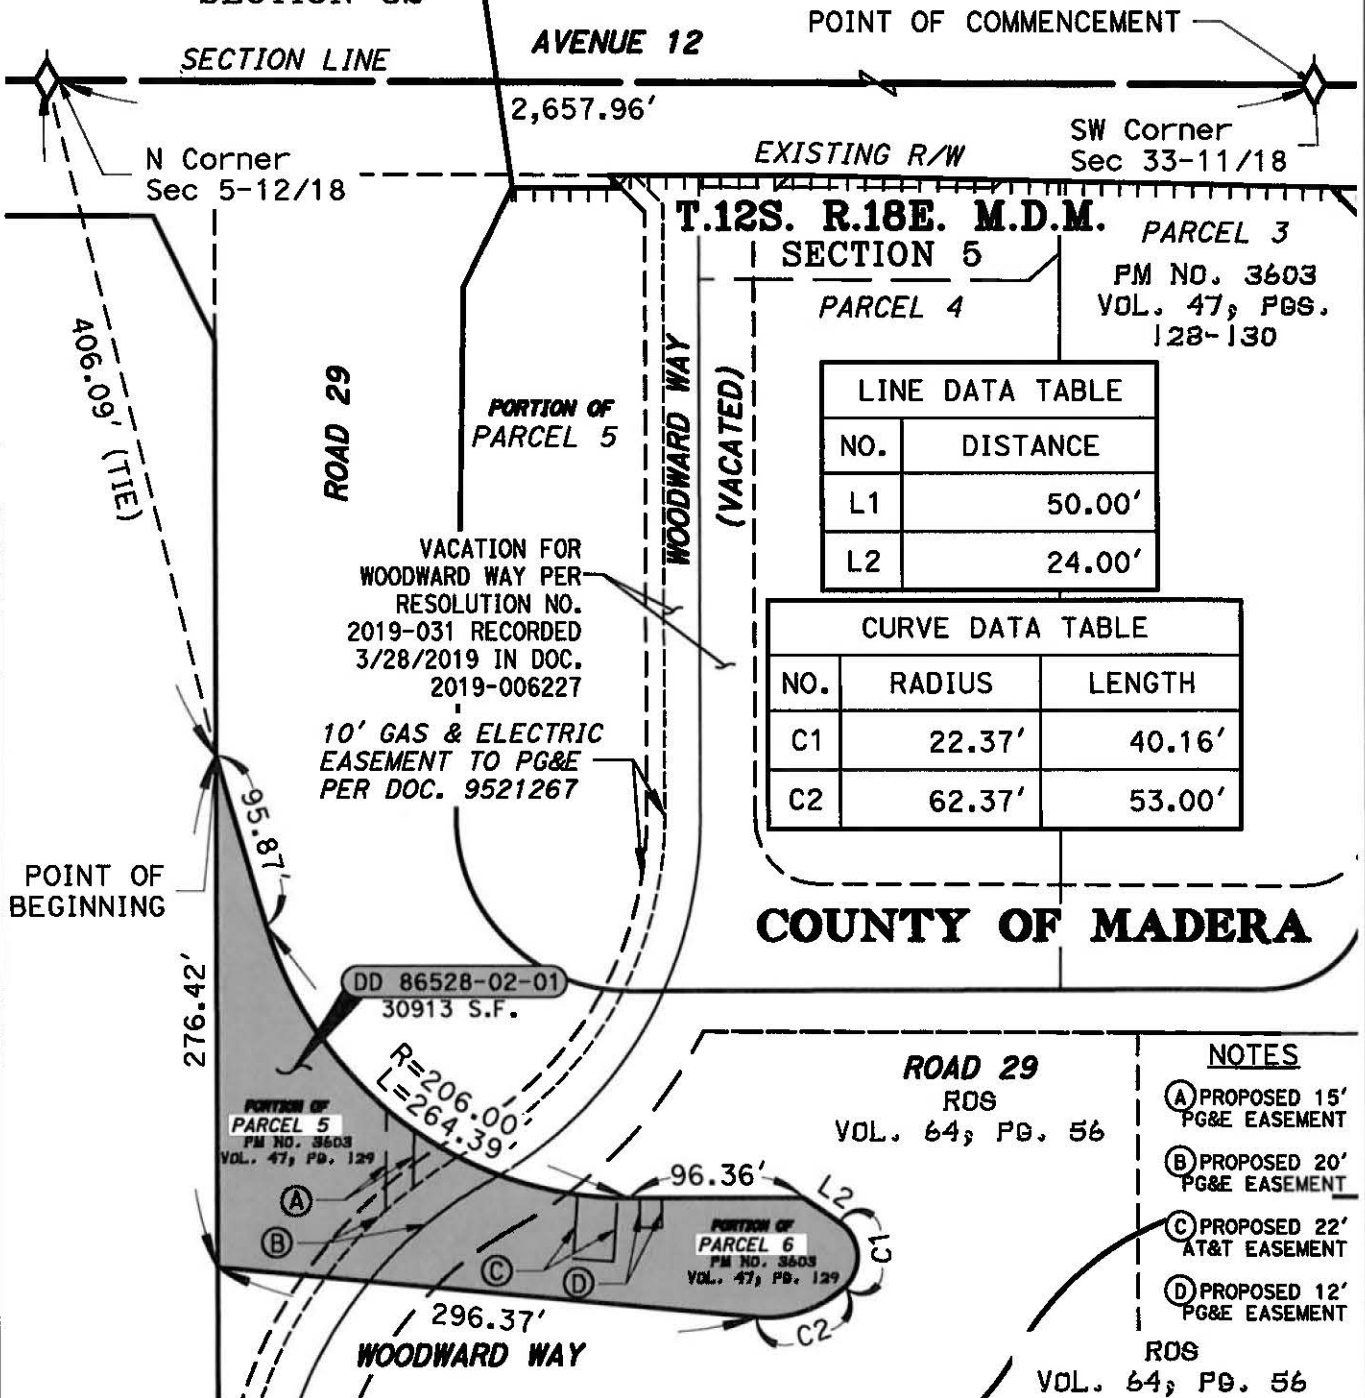 POINT OF COMMENCEMENT
AVENUE 12
SECTION LINE
2,657.96'
SW Corner
Sec 33-11/18
N Corner
Sec 5-12/18
EXISTING R/W
T.12S. R.18E. M.D.M.
SECTION 5
PARCEL 3
PM NO. 3603
VOL. 47, PGS.
128-130
PARCEL 4
406.09' (TIE)
ROAD 29
PORTION OF
PARCEL 5
WOODWARD WAY
(VACATED)
LINE DATA TABLE
NO. DISTANCE
L1 50.00'
L2 24.00'
CURVE DATA TABLE
NO. RADIUS LENGTH
C1 22.37' 40.16'
C2 62.37' 53.00'
VACATION FOR
WOODWARD WAY PER
RESOLUTION NO.
2019-031 RECORDED
3/28/2019 IN DOC.
2019-006227
10' GAS & ELECTRIC
EASEMENT TO PG&E
PER DOC. 9521267
95.87'
POINT OF
BEGINNING
COUNTY OF MADERA
276.42'
DD 86528-02-01
30913 S.F.
R=206.00'
L=264.39'
PORTION OF
PARCEL 5
PM NO. 3603
VOL. 47, PG. 129
A
B
C
D
96.36'
L2
C1
C2
PORTION OF
PARCEL 6
PM NO. 3603
VOL. 47, PG. 129
296.37'
WOODWARD WAY
ROAD 29
ROS
VOL. 64, PG. 56
NOTES
A PROPOSED 15'
PG&E EASEMENT
B PROPOSED 20'
PG&E EASEMENT
C PROPOSED 22'
AT&T EASEMENT
D PROPOSED 12'
PG&E EASEMENT
ROS
VOL. 64, PG. 56